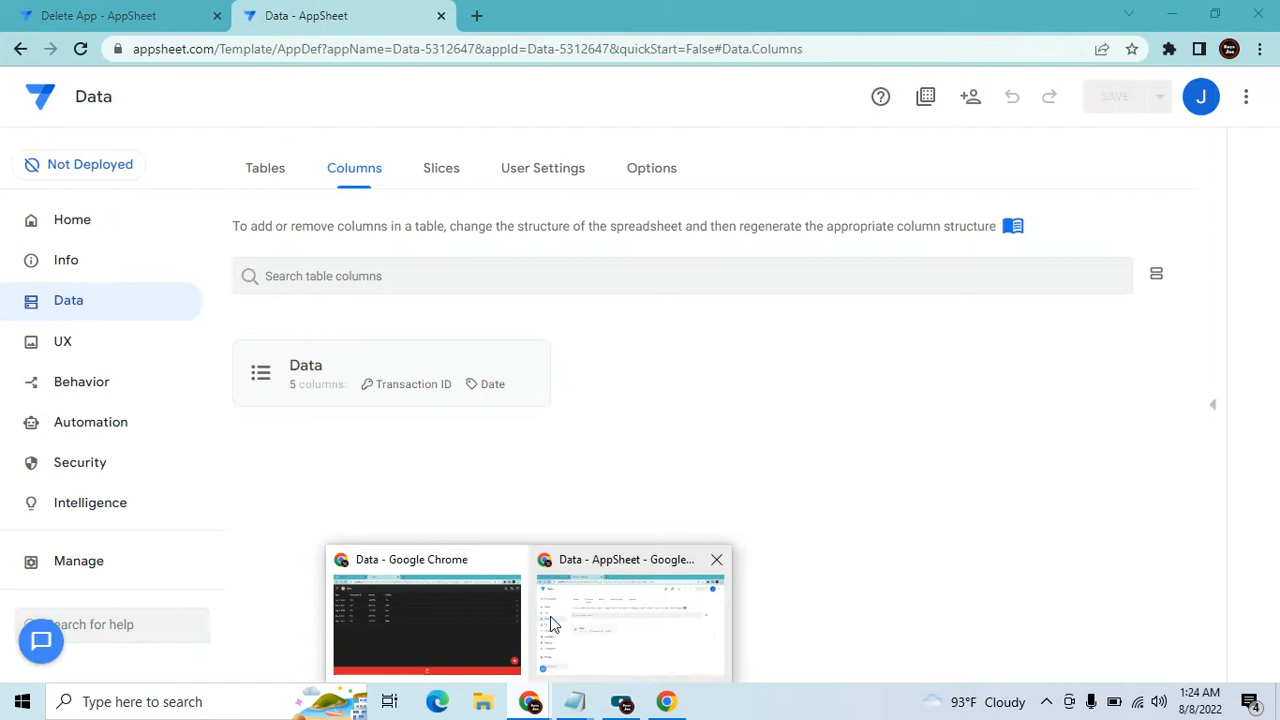 Delete App - AppSheet
Data - AppSheet
appsheet.com/Template/AppDef?appName=Data-5312647&appId=Data-5312647&quickStart=False#Data.Columns
Data
SAVE
J
Not Deployed
Tables
Columns
Slices
User Settings
Options
Home
Info
Data
UX
Behavior
Automation
Security
Intelligence
Manage
for help
To add or remove columns in a table, change the structure of the spreadsheet and then regenerate the appropriate column structure
Search table columns
Data
5 columns: Transaction ID Date
Data - Google Chrome
Data - AppSheet - Google...
here to search
93°F Cloudy
1:24 AM
8/8/2022
4